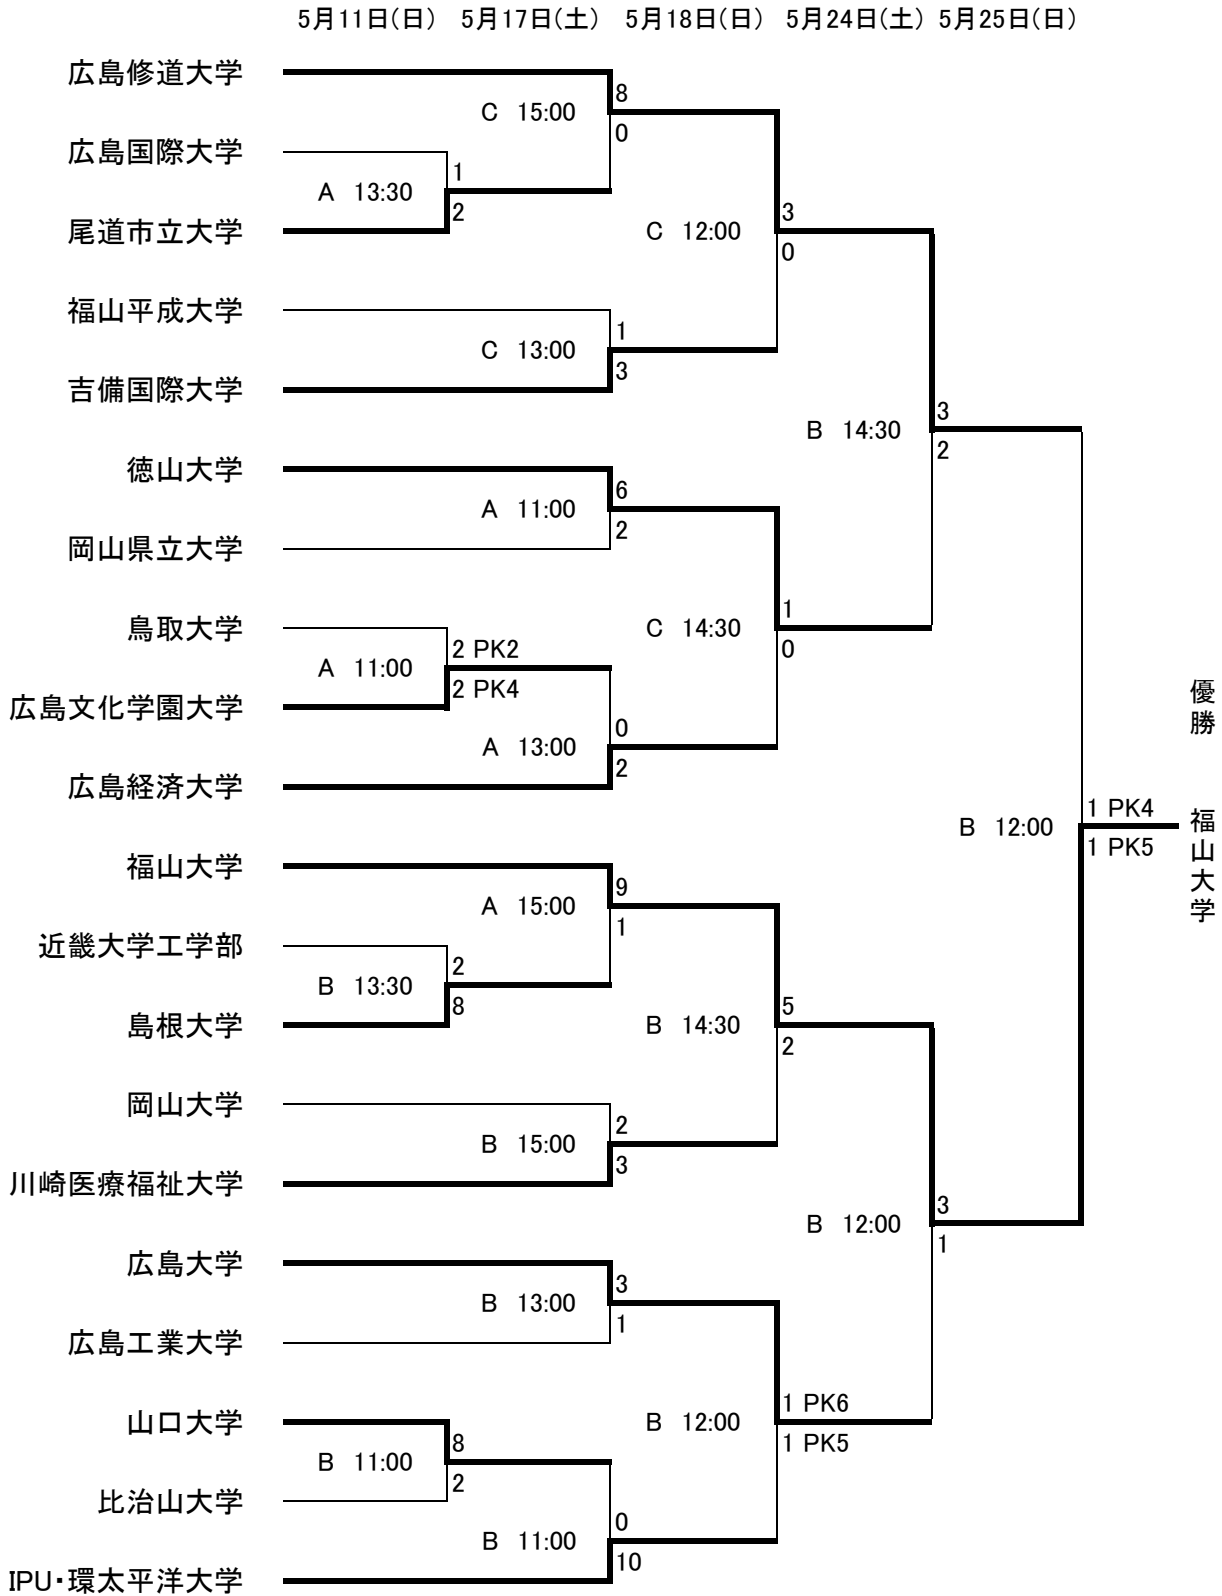 5月11日(日) 5月17日(土) 5月18日(日) 5月24日(土) 5月25日(日)
広島修道大学
8
C 15:00
0
広島国際大学
1
A 13:30
2
尾道市立大学
3
C 12:00
0
福山平成大学
1
C 13:00
3
吉備国際大学
3
B 14:30
2
徳山大学
6
A 11:00
2
岡山県立大学
1
C 14:30
0
鳥取大学
2 PK2
A 11:00
2 PK4
広島文化学園大学
0
A 13:00
2
広島経済大学
優勝
福山大学
1 PK4
B 12:00
1 PK5
福山大学
9
A 15:00
1
近畿大学工学部
2
B 13:30
8
島根大学
5
B 14:30
2
岡山大学
2
B 15:00
3
川崎医療福祉大学
3
B 12:00
1
広島大学
3
B 13:00
1
広島工業大学
1 PK6
B 12:00
1 PK5
山口大学
8
B 11:00
2
比治山大学
0
B 11:00
10
IPU・環太平洋大学